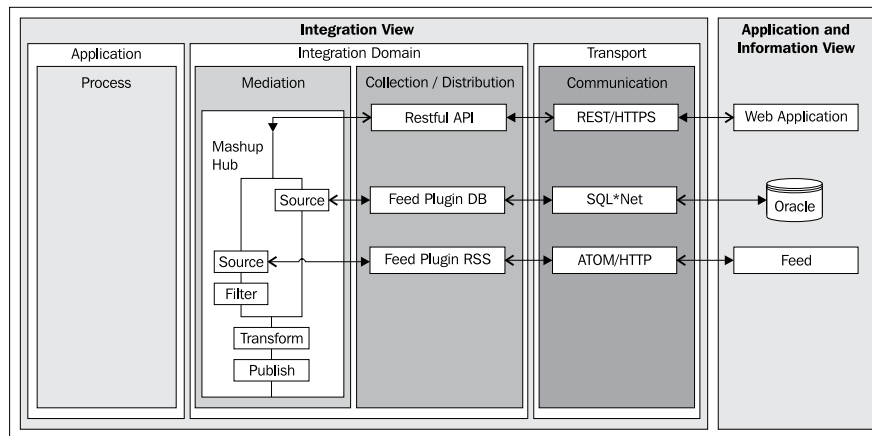 Integration View
Application and
Information View
Application
Integration Domain
Transport
Process
Mediation
Collection / Distribution
Communication
Restful API
REST/HTTPS
Web Application
Mashup
Hub
Source
Feed Plugin DB
SQL*Net
Oracle
Source
Feed Plugin RSS
ATOM/HTTP
Feed
Filter
Transform
Publish